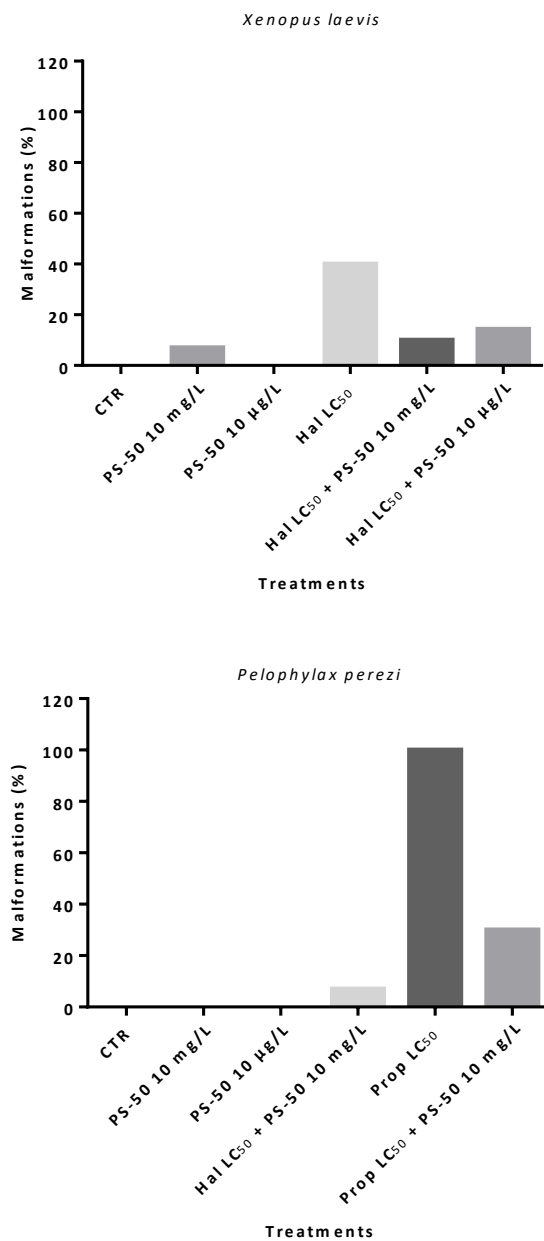 Xenopus laevis
120
100
80
60
40
20
0
Malformations (%)
CTR
PS-50 10 mg/L
PS-50 10 µg/L
Hal LC50
Hal LC50 + PS-50 10 mg/L
Hal LC50 + PS-50 10 µg/L
Treatments
Pelophylax perezi
120
100
80
60
40
20
0
Malformations (%)
CTR
PS-50 10 mg/L
PS-50 10 µg/L
Hal LC50 + PS-50 10 mg/L
Prop LC50
Prop LC50 + PS-50 10 mg/L
Treatments